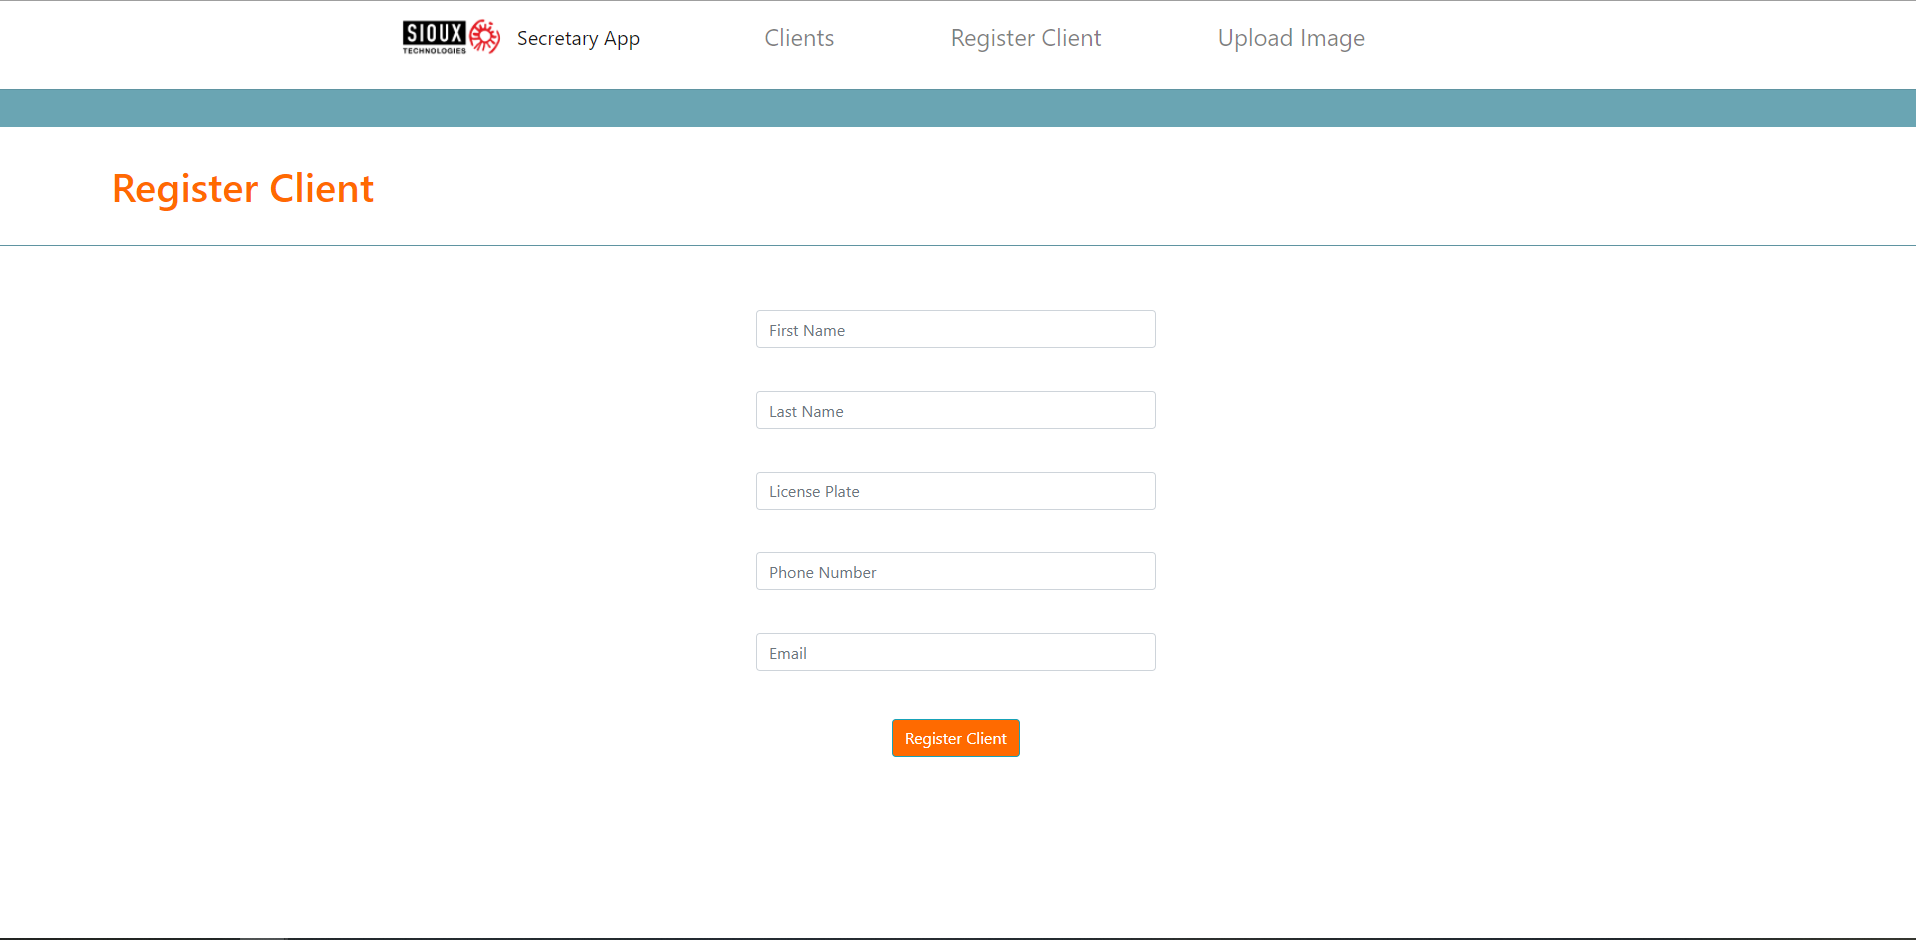 SIOUX
TECHNOLOGIES
Secretary App
Clients
Register Client
Upload Image
Register Client
First Name
Last Name
License Plate
Phone Number
Email
Register Client